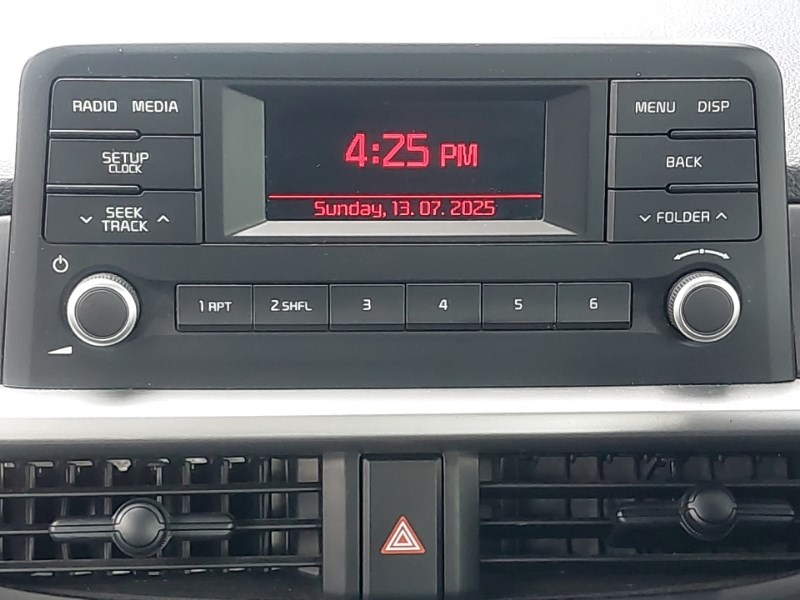 RADIO MEDIA
SETUP
CLOCK
SEEK
TRACK
4:25 PM
Sunday, 13. 07. 2025
MENU DISP
BACK
FOLDER
1 RPT 2 SHFL 3 4 5 6